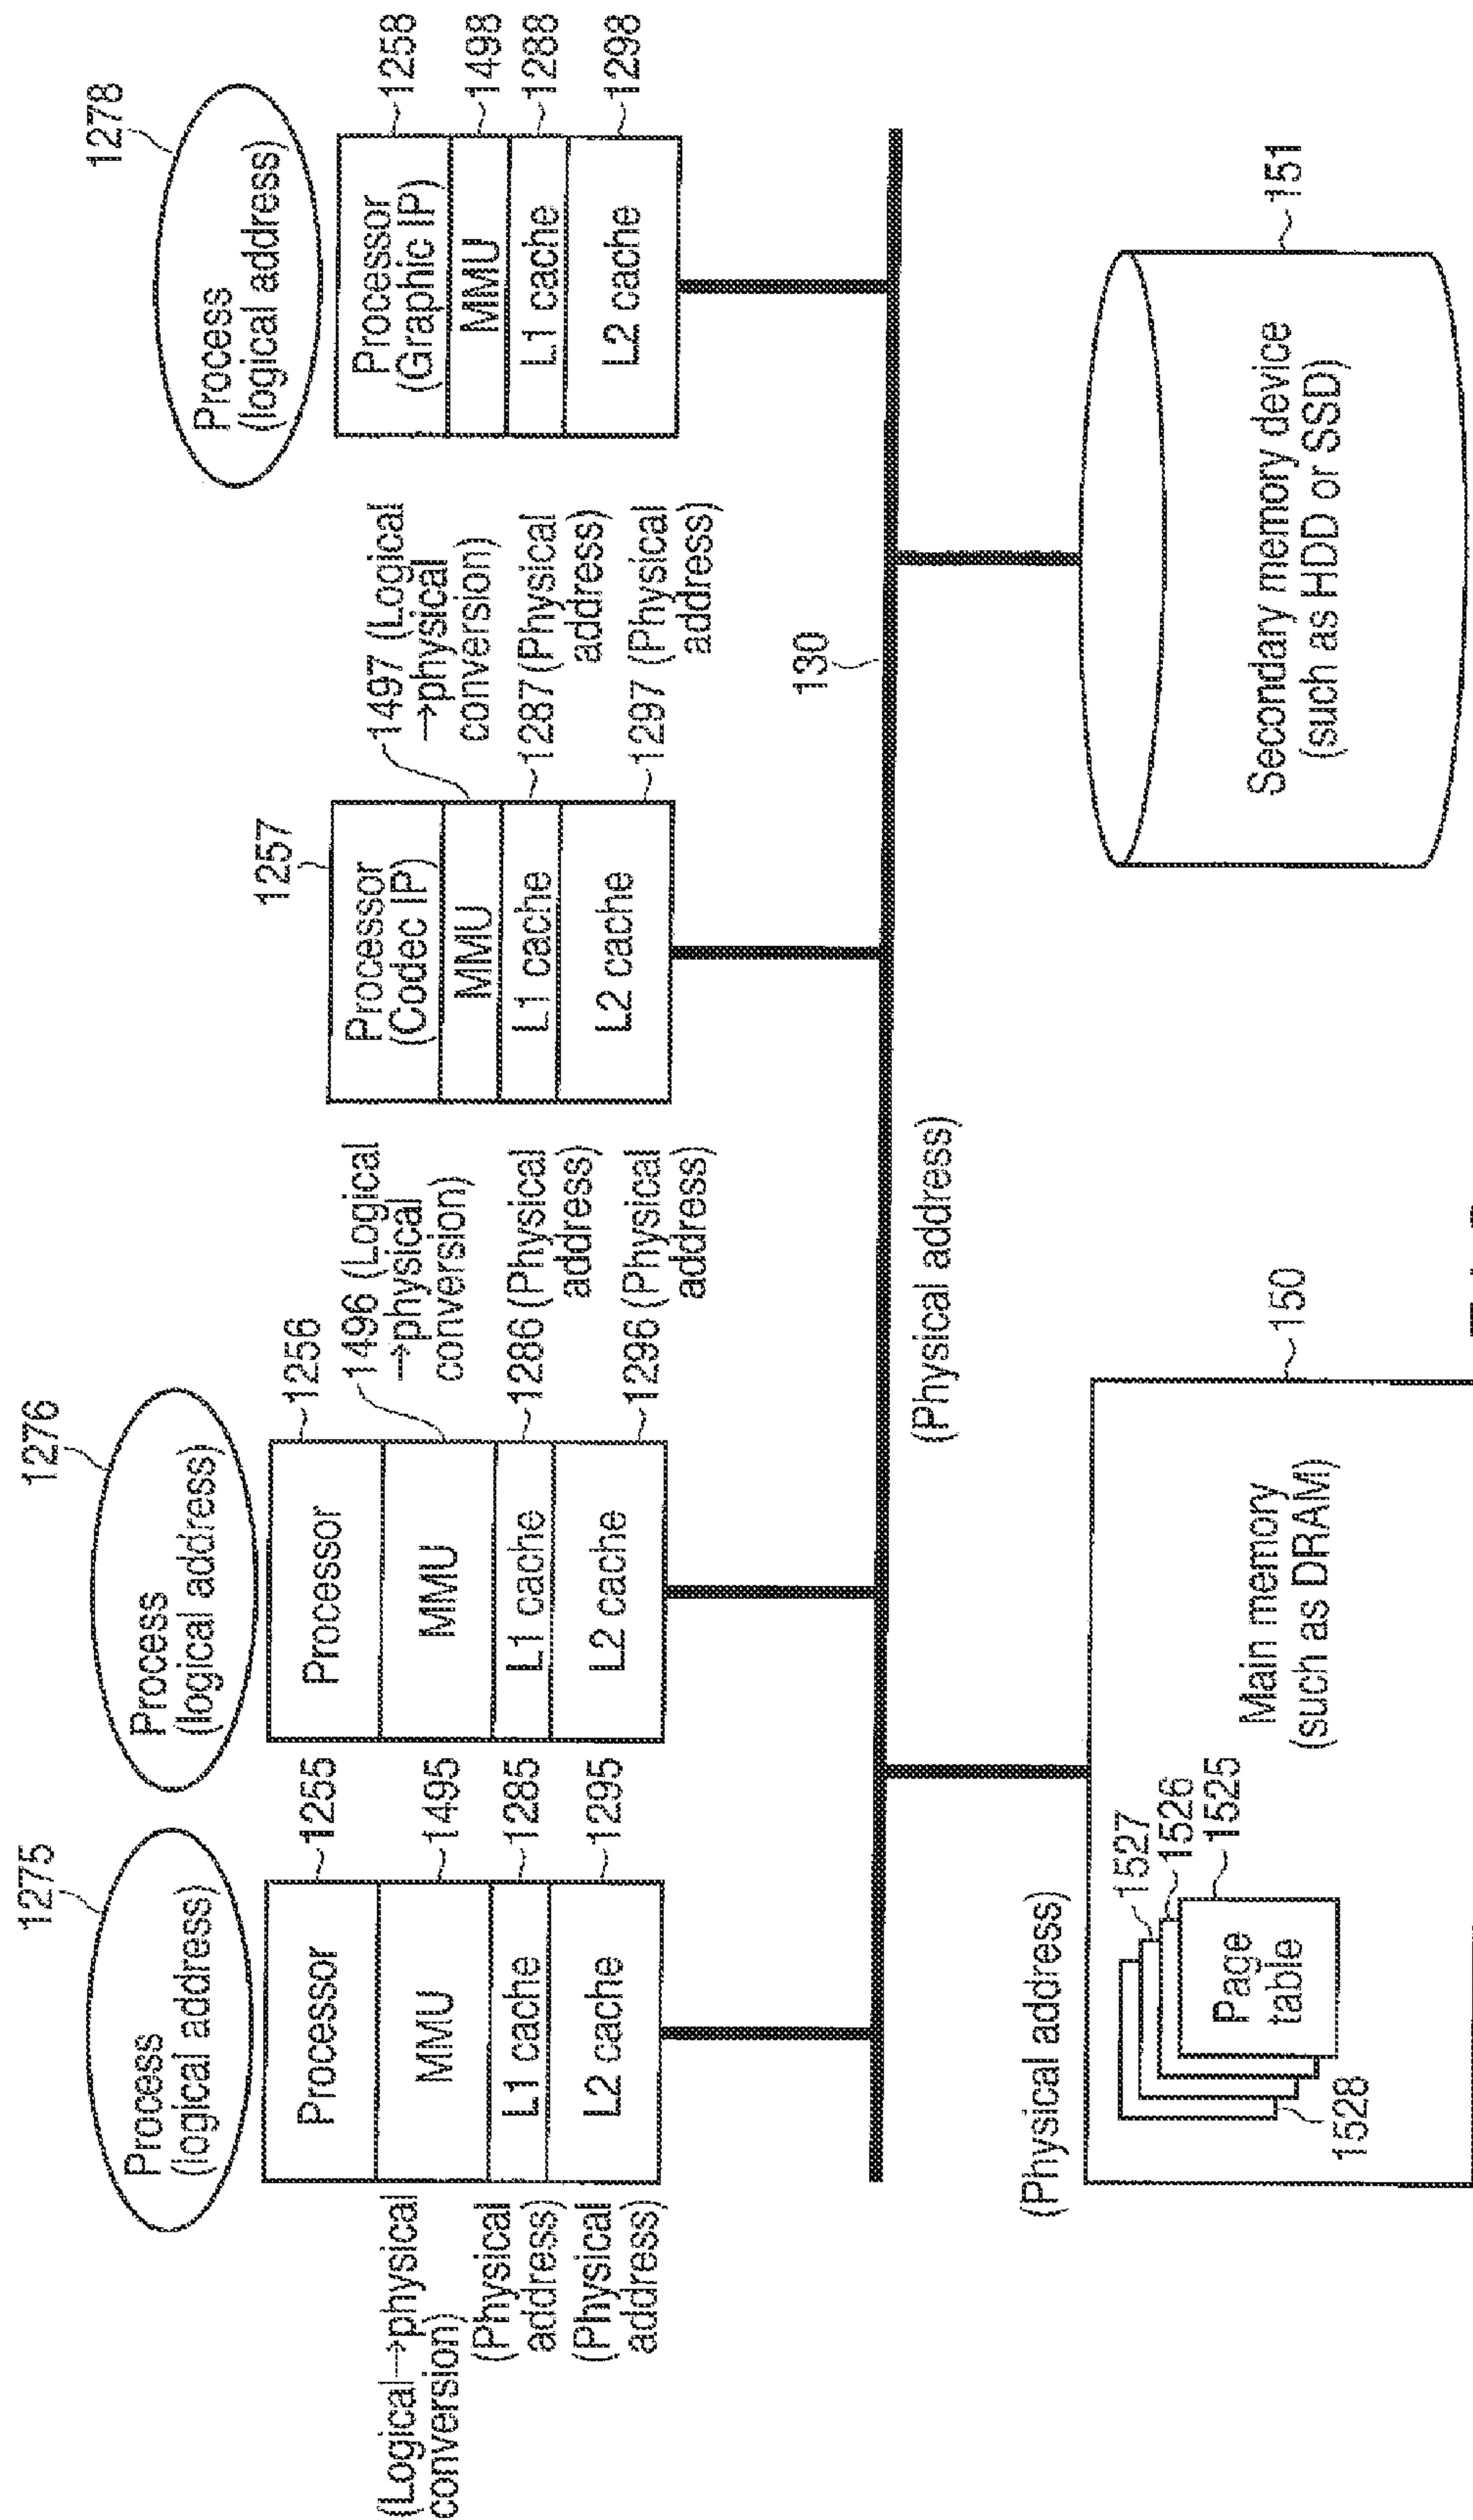 1275
Process
(logical address)
1276
Process
(logical address)
1278
Process
(logical address)
Processor
1255
MMU
1495
L1 cache
1285
L2 cache
1295
(Logical→physical
conversion)
(Physical
address)
(Physical
address)
Processor
1256
MMU
1496 (Logical
→physical
conversion)
L1 cache
1286 (Physical
address)
L2 cache
1296 (Physical
address)
1257
Processor
(Codec IP)
MMU
1497 (Logical
→physical
conversion)
L1 cache
1287 (Physical
address)
L2 cache
1297 (Physical
address)
Processor
(Graphic IP)
1258
MMU
1498
L1 cache
1288
L2 cache
1298
130
(Physical address)
(Physical address)
150
1527
1526
1525
Page
table
1528
Main memory
(such as DRAM)
151
Secondary memory device
(such as HDD or SSD)